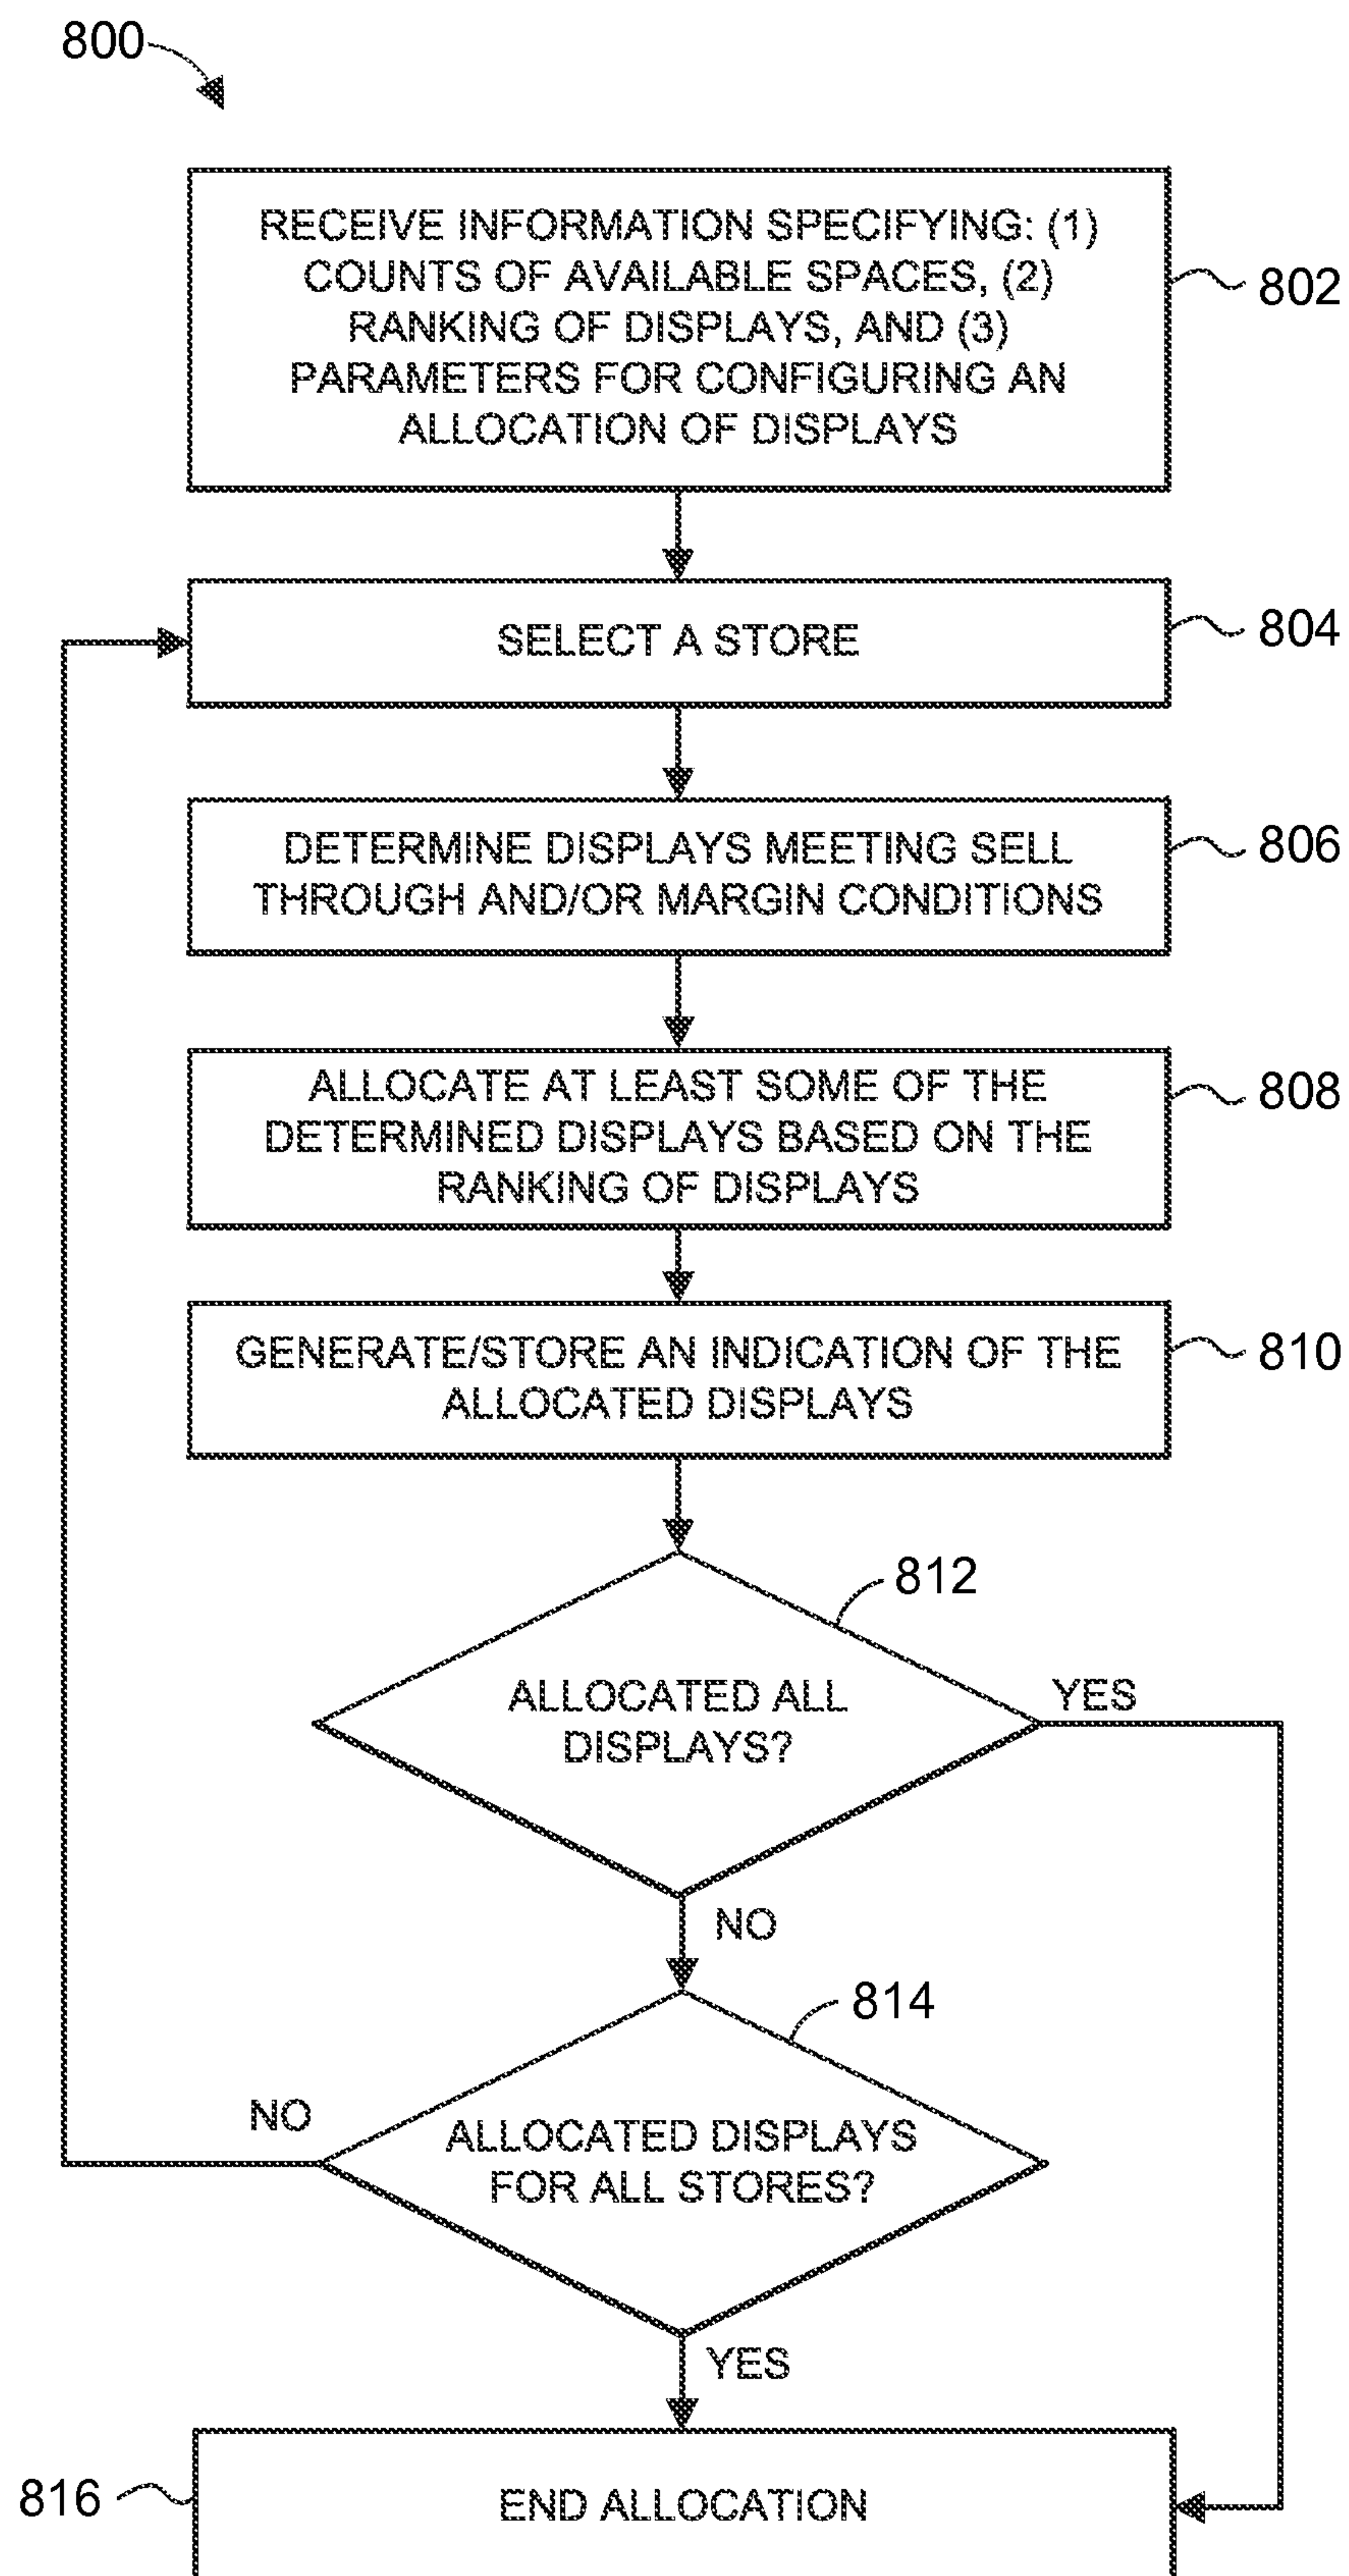 800
RECEIVE INFORMATION SPECIFYING: (1)
COUNTS OF AVAILABLE SPACES, (2)
RANKING OF DISPLAYS, AND (3)
PARAMETERS FOR CONFIGURING AN
ALLOCATION OF DISPLAYS
802
SELECT A STORE
804
DETERMINE DISPLAYS MEETING SELL
THROUGH AND/OR MARGIN CONDITIONS
806
ALLOCATE AT LEAST SOME OF THE
DETERMINED DISPLAYS BASED ON THE
RANKING OF DISPLAYS
808
GENERATE/STORE AN INDICATION OF THE
ALLOCATED DISPLAYS
810
812
ALLOCATED ALL
DISPLAYS?
YES
NO
814
NO
ALLOCATED DISPLAYS
FOR ALL STORES?
YES
816
END ALLOCATION